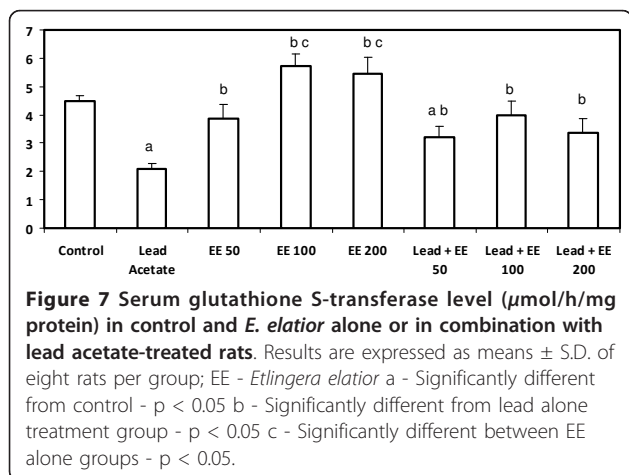 7
6
5
4
3
2
1
0
a
b
b c
b c
a b
b
b
Control Lead Acetate EE 50 EE 100 EE 200 Lead + EE 50 Lead + EE 100 Lead + EE 200
Figure 7 Serum glutathione S-transferase level (µmol/h/mg
protein) in control and E. elatior alone or in combination with
lead acetate-treated rats. Results are expressed as means ± S.D. of
eight rats per group; EE - Etlingera elatior a - Significantly different
from control - p < 0.05 b - Significantly different from lead alone
treatment group - p < 0.05 c - Significantly different between EE
alone groups - p < 0.05.